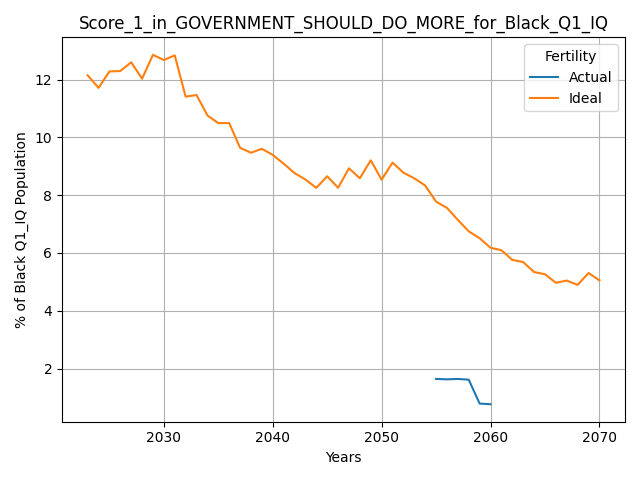 Score_1_in_GOVERNMENT_SHOULD_DO_MORE_for_Black_Q1_IQ
Fertility
Actual
Ideal
% of Black Q1_IQ Population
12
10
8
6
4
2
2030 2040 2050 2060 2070
Years